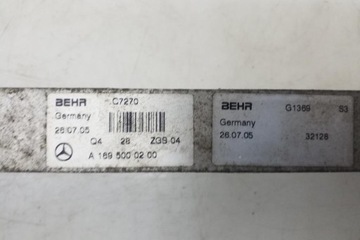 BEHR C7270
Germany
26.07.05
Q4 28 ZGS 04
A 169 500 02 00
BEHR G1369 S3
Germany
26.07.05 32128